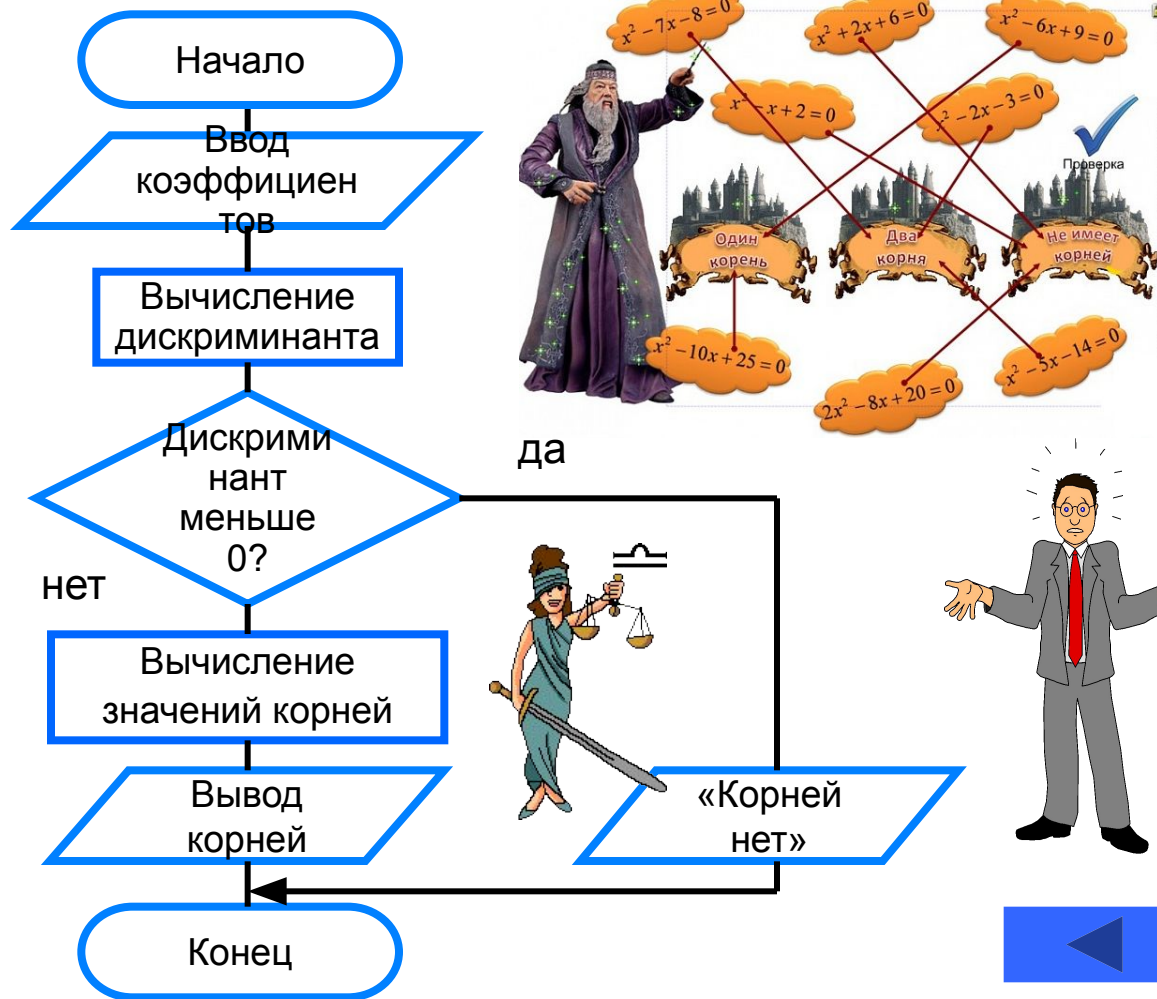 Начало
Ввод
коэффициен
тов
Вычисление
дискриминанта
Дискрими
нант
меньше
0?
да
нет
Вычисление
значений корней
Вывод
корней
«Корней
нет»
Конец
x² − 7x − 8 = 0
x² + 2x + 6 = 0
x² − 6x + 9 = 0
x² − x + 2 = 0
x² − 2x − 3 = 0
Проверка
Один
корень
Два
корня
Не имеет
корней
x² − 10x + 25 = 0
2x² − 8x + 20 = 0
x² − 5x − 14 = 0